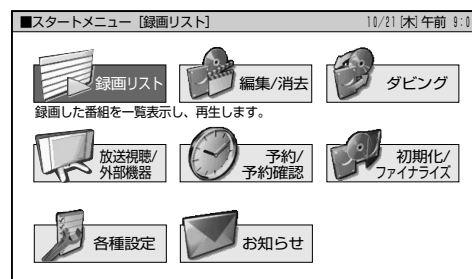 ■スタートメニュー［録画リスト］ 10/21［木］午前 9:0
録画リスト 編集/消去 ダビング
録画した番組を一覧表示し、再生します。
放送視聴/ 予約/ 初期化/
外部機器 予約確認 ファイナライズ
各種設定 お知らせ